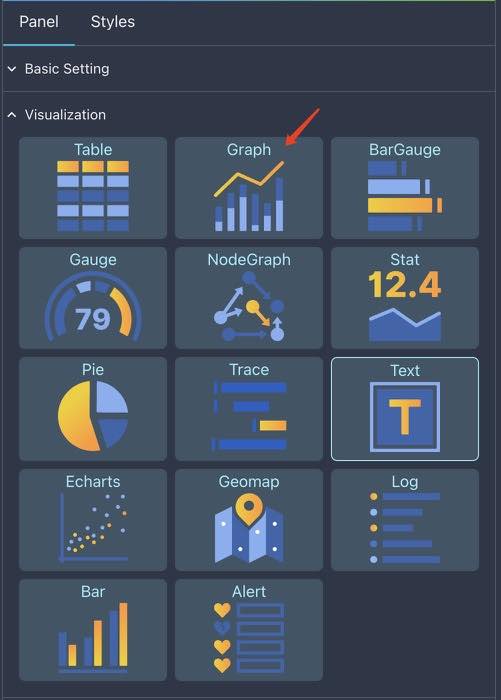 Panel Styles
Basic Setting
Visualization
Table Graph BarGauge
Gauge NodeGraph Stat
79 12.4
Pie Trace Text
T
Echarts Geomap Log
Bar Alert